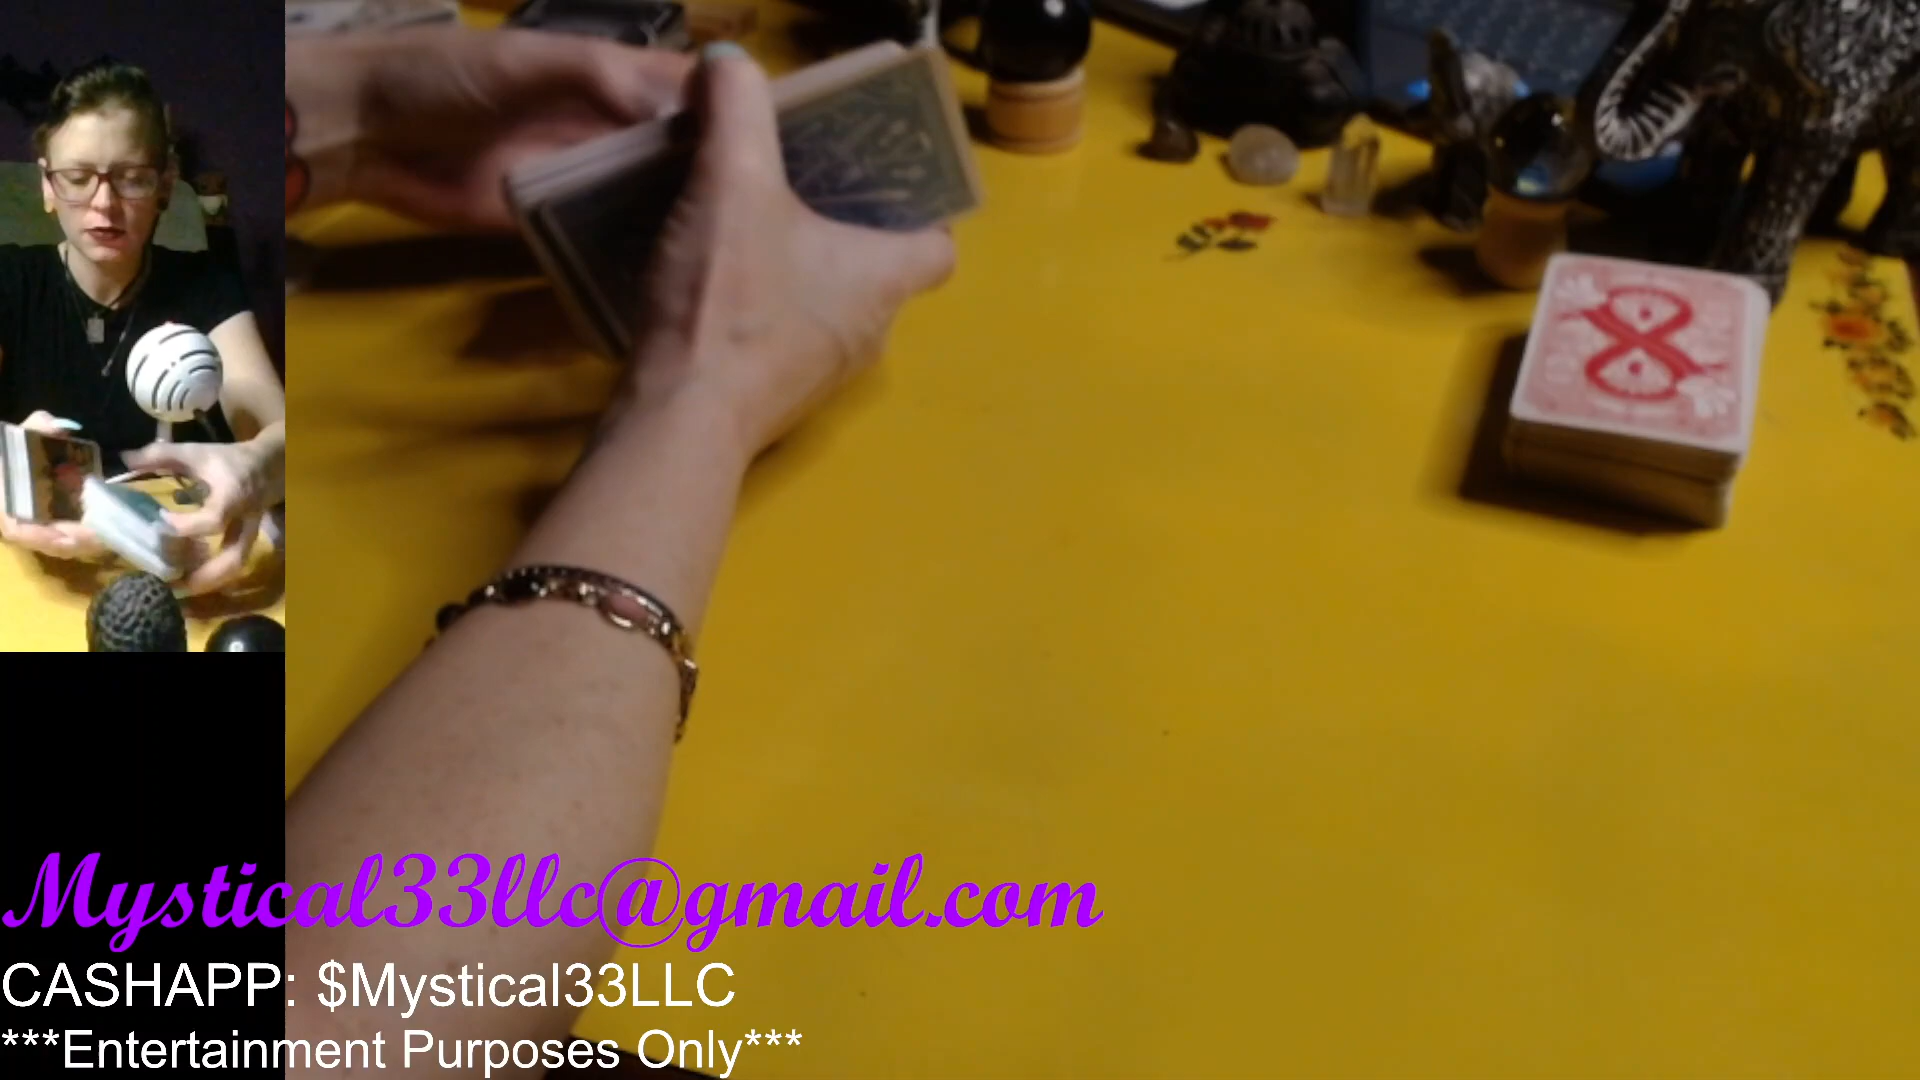 Mystical33llc@gmail.com
CASHAPP: $Mystical33LLC
***Entertainment Purposes Only***